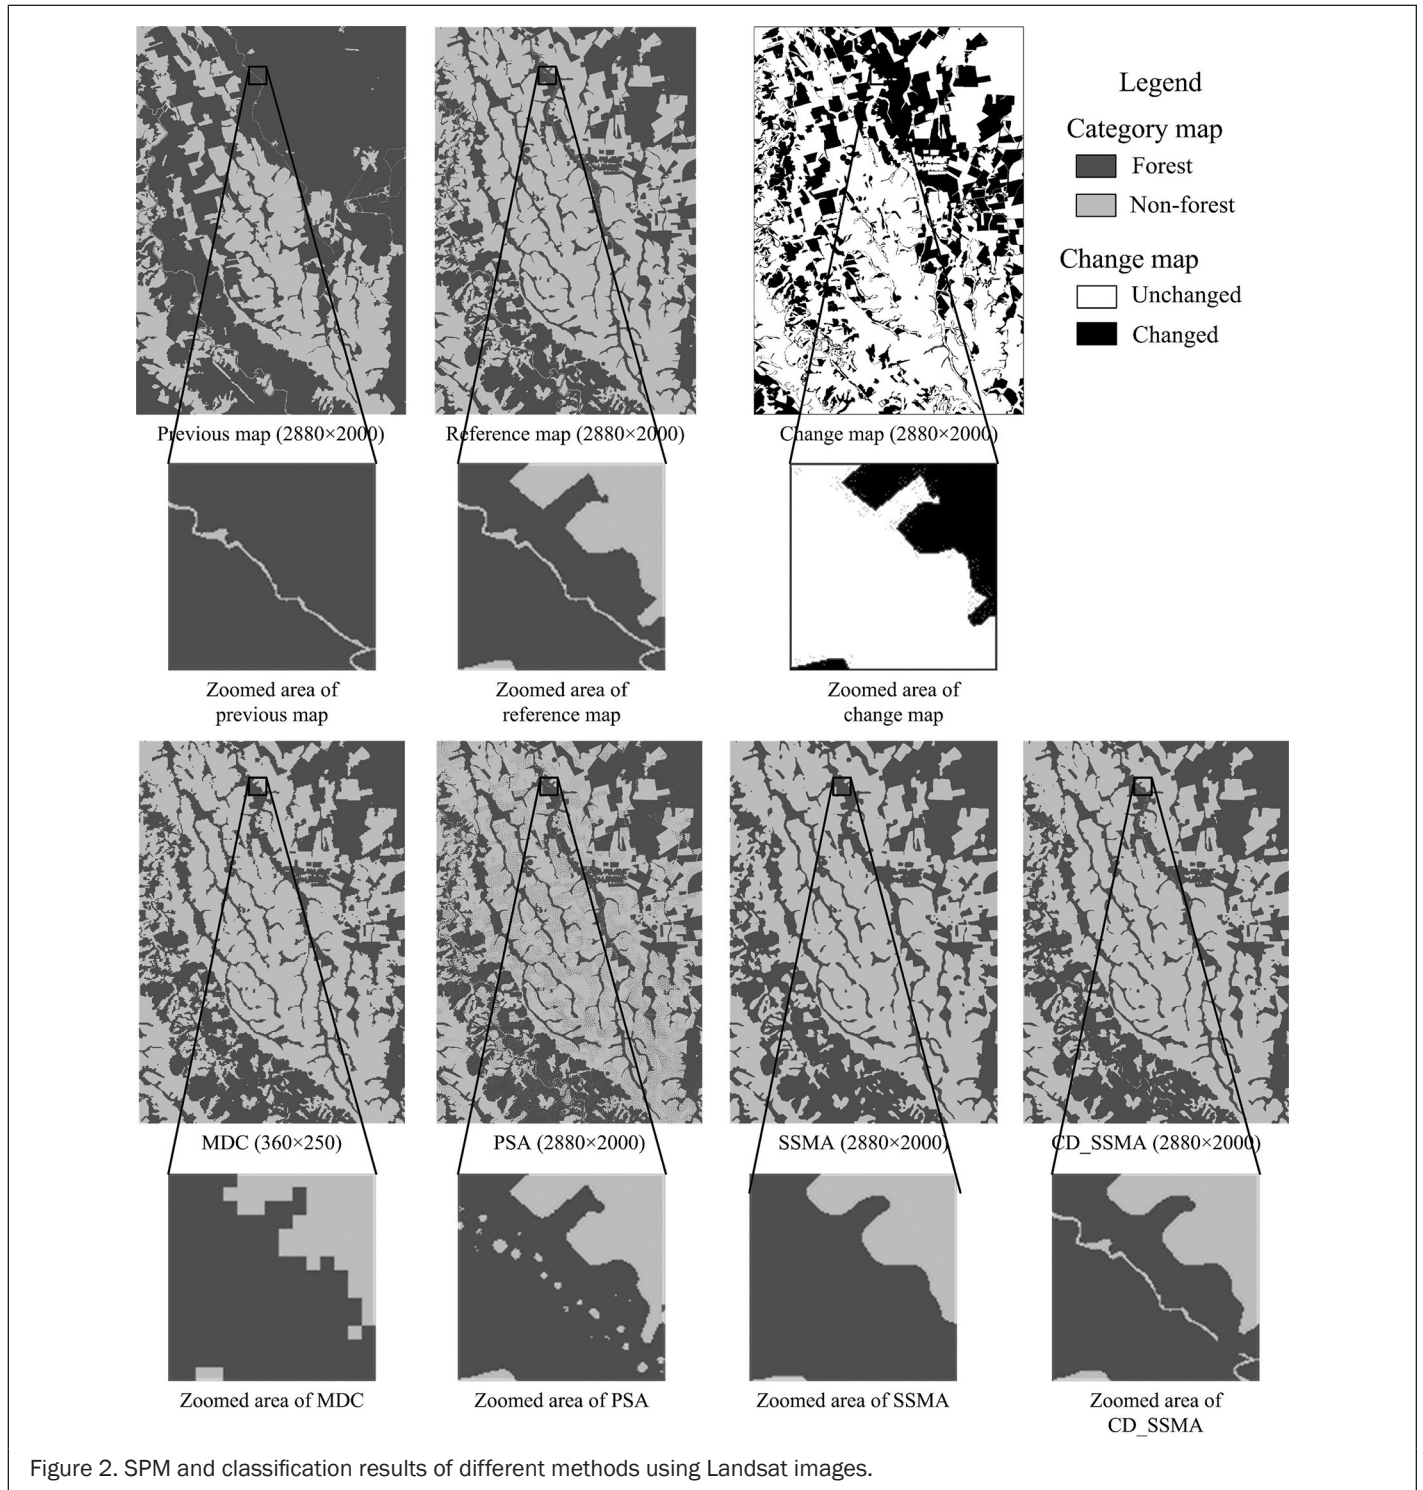 Legend
Category map
Forest
Non-forest
Change map
Unchanged
Changed
Previous map (2880×2000)
Reference map (2880×2000)
Change map (2880×2000)
Zoomed area of
previous map
Zoomed area of
reference map
Zoomed area of
change map
MDC (360×250)
PSA (2880×2000)
SSMA (2880×2000)
CD_SSMA (2880×2000)
Zoomed area of MDC
Zoomed area of PSA
Zoomed area of SSMA
Zoomed area of
CD_SSMA
Figure 2. SPM and classification results of different methods using Landsat images.